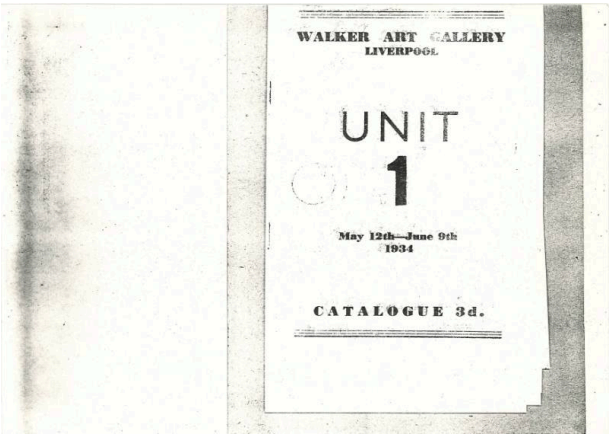 WALKER ART GALLERY
LIVERPOOL
UNIT
1
May 12th—June 9th
1934
CATALOGUE 3d.